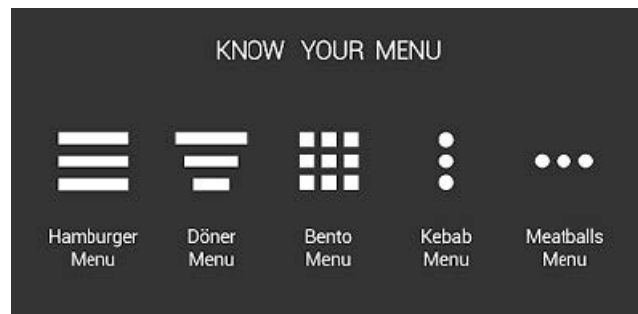 KNOW YOUR MENU
Hamburger
Menu
Döner
Menu
Bento
Menu
Kebab
Menu
Meatballs
Menu